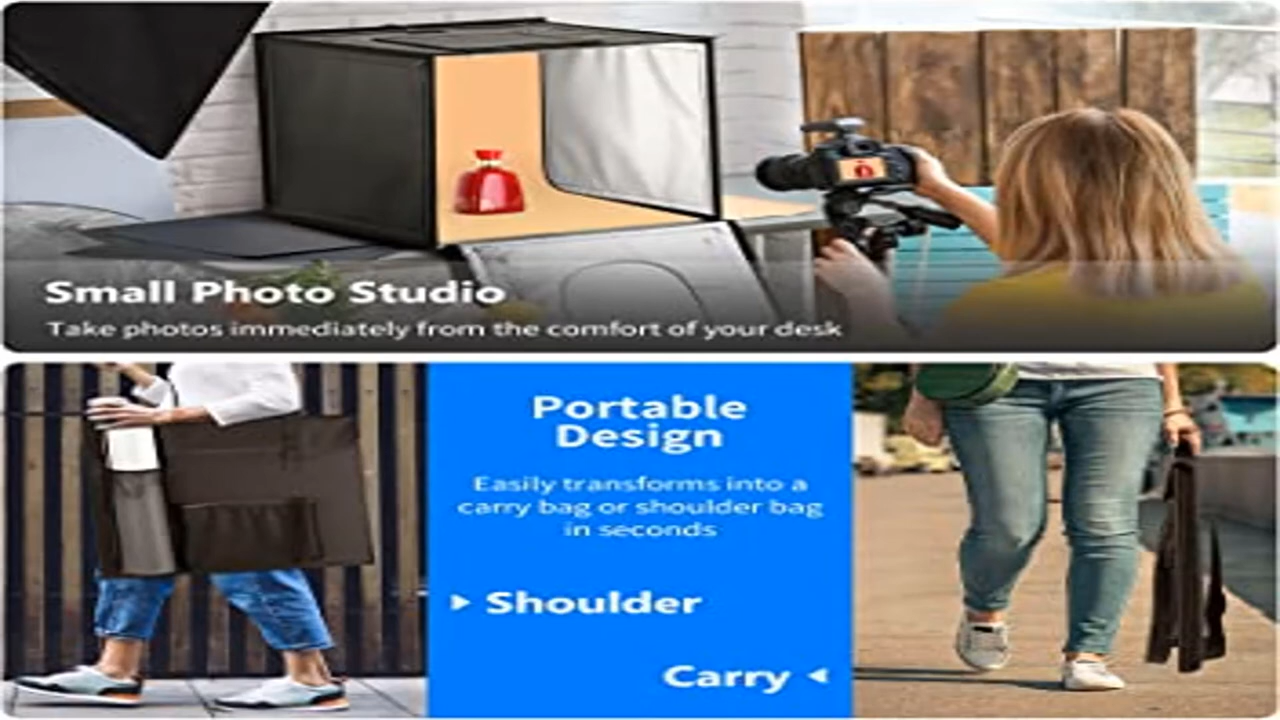 Small Photo Studio
Take photos immediately from the comfort of your desk
Portable
Design
Easily transforms into a
carry bag or shoulder bag
in seconds
Shoulder
Carry